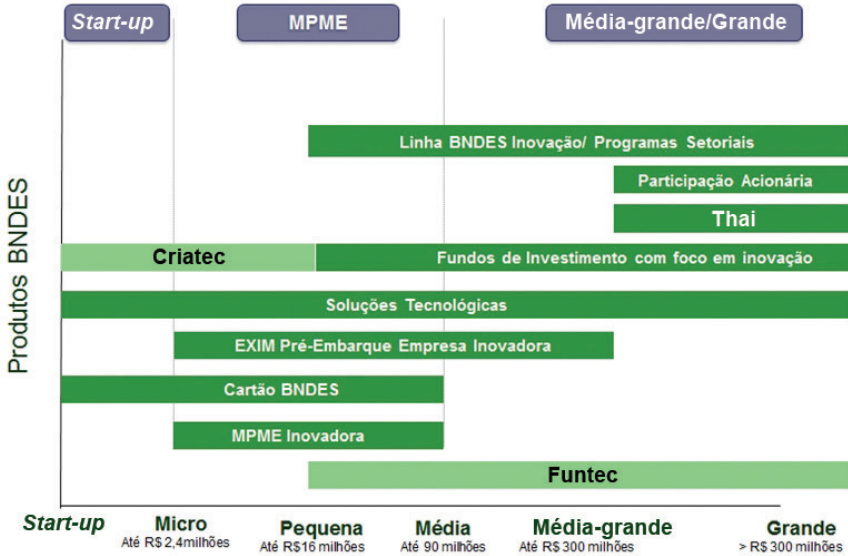 Start-up
MPME
Média-grande/Grande
Produtos BNDES
Linha BNDES Inovação/ Programas Setoriais
Participação Acionária
Thai
Criatec
Fundos de Investimento com foco em inovação
Soluções Tecnológicas
EXIM Pré-Embarque Empresa Inovadora
Cartão BNDES
MPME Inovadora
Funtec
Start-up
Micro
Até R$ 2,4milhões
Pequena
Até R$16 milhões
Média
Até 90 milhões
Média-grande
Até R$ 300 milhões
Grande
> R$ 300 milhões